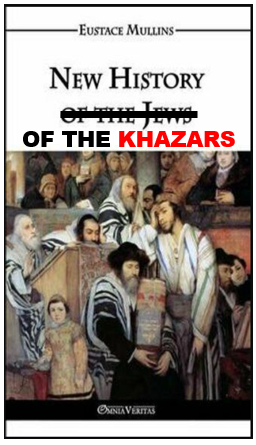 EUSTACE MULLINS
NEW HISTORY
OF THE JEWS
OF THE KHAZARS
OMNIA VERITAS